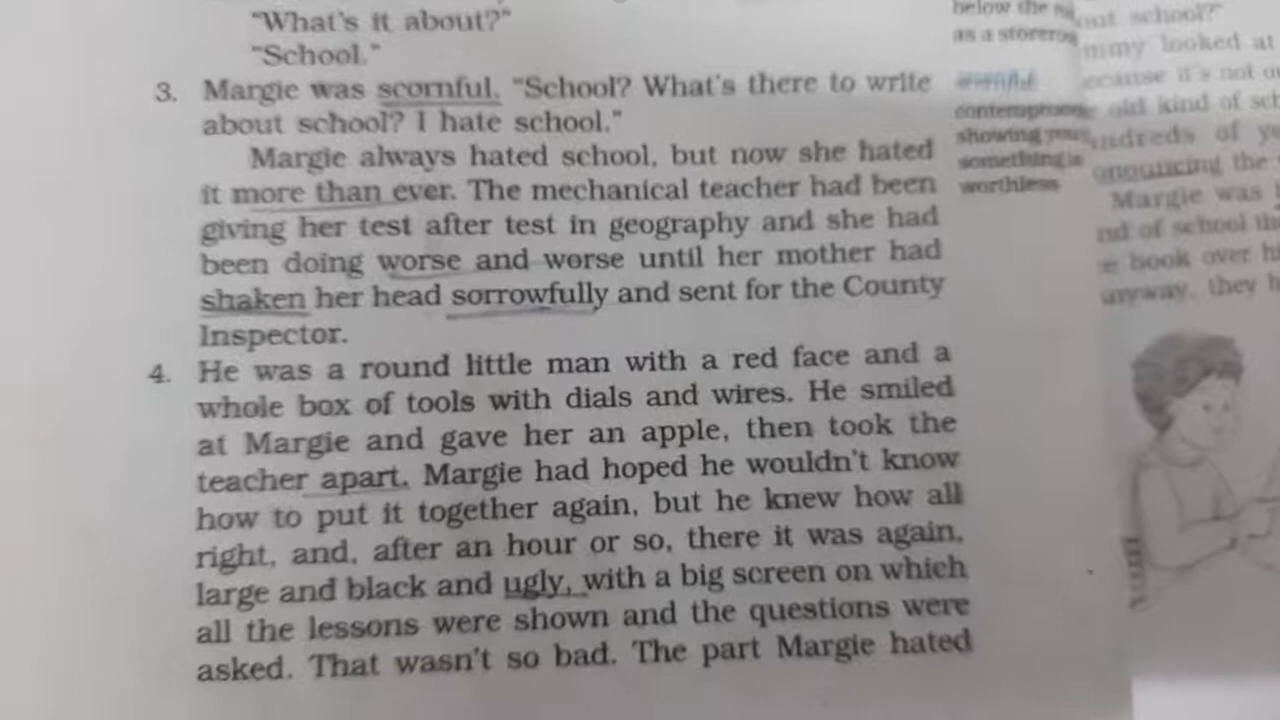 "What's it about?"
"School."
3. Margie was scornful. "School? What's there to write
about school? I hate school."
Margie always hated school, but now she hated
it more than ever. The mechanical teacher had been
giving her test after test in geography and she had
been doing worse and worse until her mother had
shaken her head sorrowfully and sent for the County
Inspector.
4. He was a round little man with a red face and a
whole box of tools with dials and wires. He smiled
at Margie and gave her an apple, then took the
teacher apart. Margie had hoped he wouldn't know
how to put it together again, but he knew how all
right, and, after an hour or so, there it was again,
large and black and ugly, with a big screen on which
all the lessons were shown and the questions were
asked. That wasn't so bad. The part Margie hated
below the
as a
showing
something is
worthless
school?"
looked at
it's not
old kind of
of
the
Margie was
of school
book over
anyway, they